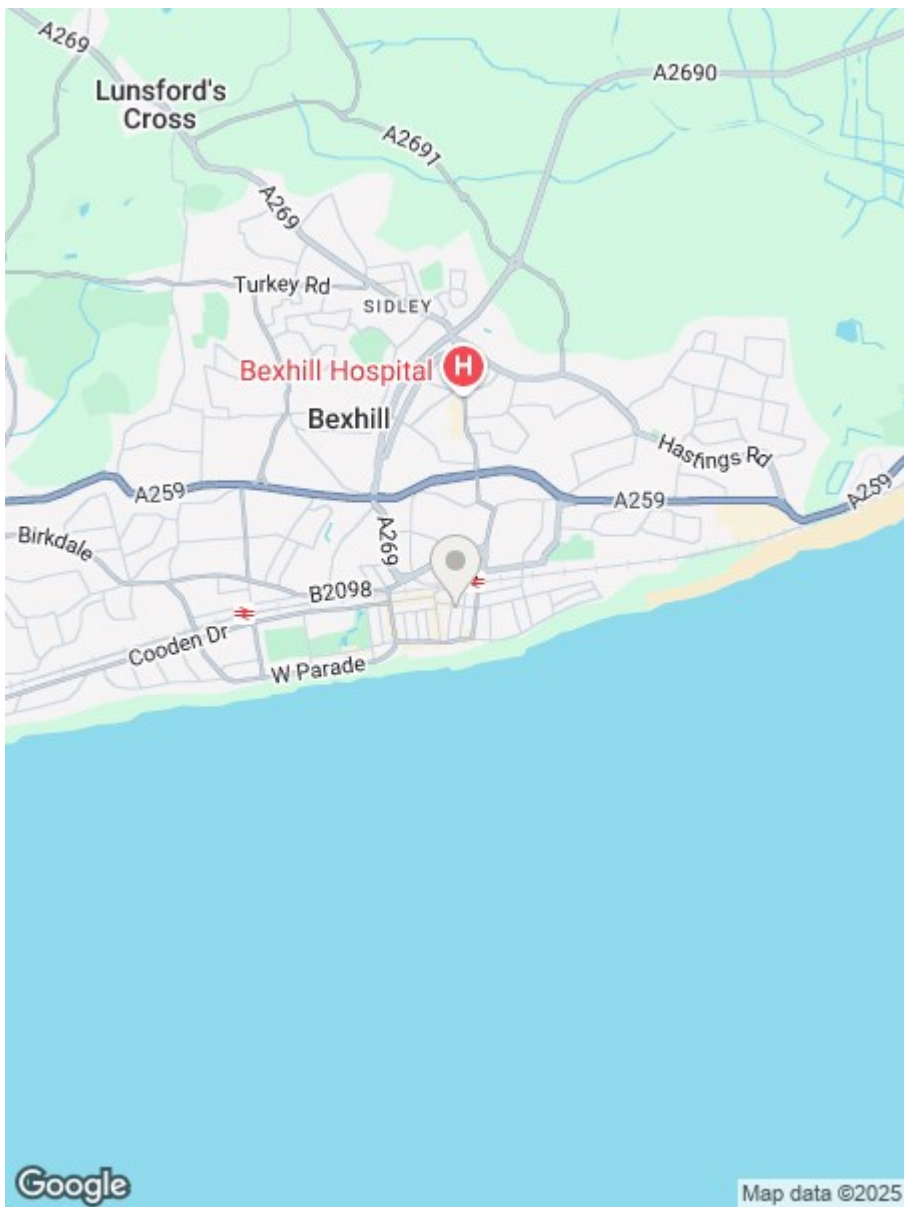 A269
A2690
Lunsford's
Cross
A2691
A269
Turkey Rd
SIDLEY
Bexhill Hospital
H
Bexhill
Hastings Rd
A259
A259
A259
Birkdale
A269
B2098
Cooden Dr
W Parade
Google
Map data ©2025